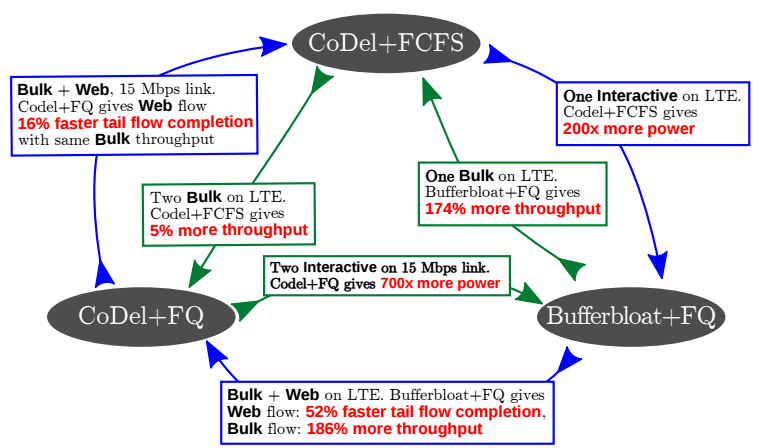 CoDel+FCFS
Bulk + Web, 15 Mbps link.
Codel+FQ gives Web flow
16% faster tail flow completion
with same Bulk throughput
One Interactive on LTE.
Codel+FCFS gives
200x more power
Two Bulk on LTE.
Codel+FCFS gives
5% more throughput
One Bulk on LTE.
Bufferbloat+FQ gives
174% more throughput
Two Interactive on 15 Mbps link.
Codel+FQ gives 700x more power
CoDel+FQ
Bufferbloat+FQ
Bulk + Web on LTE. Bufferbloat+FQ gives
Web flow: 52% faster tail flow completion,
Bulk flow: 186% more throughput